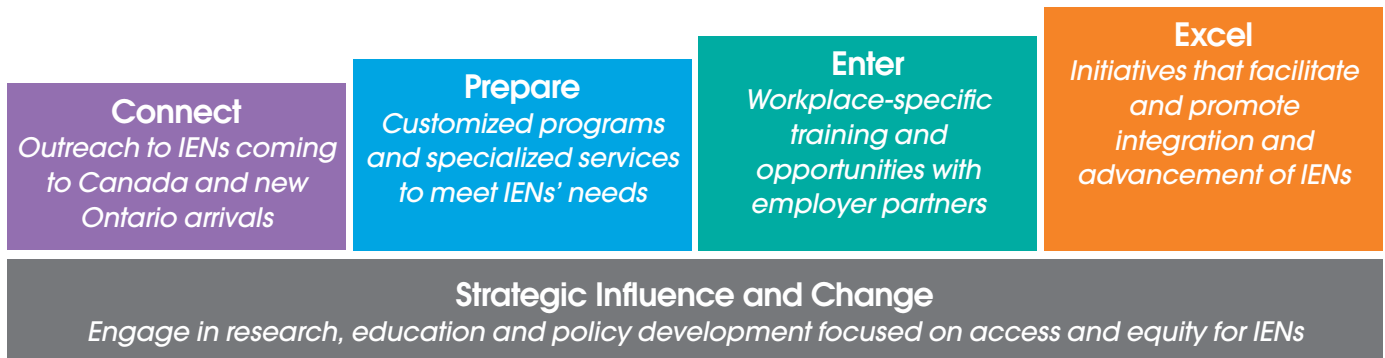 Connect
Outreach to IENs coming
to Canada and new
Ontario arrivals
Prepare
Customized programs
and specialized services
to meet IENs’ needs
Enter
Workplace-specific
training and
opportunities with
employer partners
Excel
Initiatives that facilitate
and promote
integration and
advancement of IENs
Strategic Influence and Change
Engage in research, education and policy development focused on access and equity for IENs